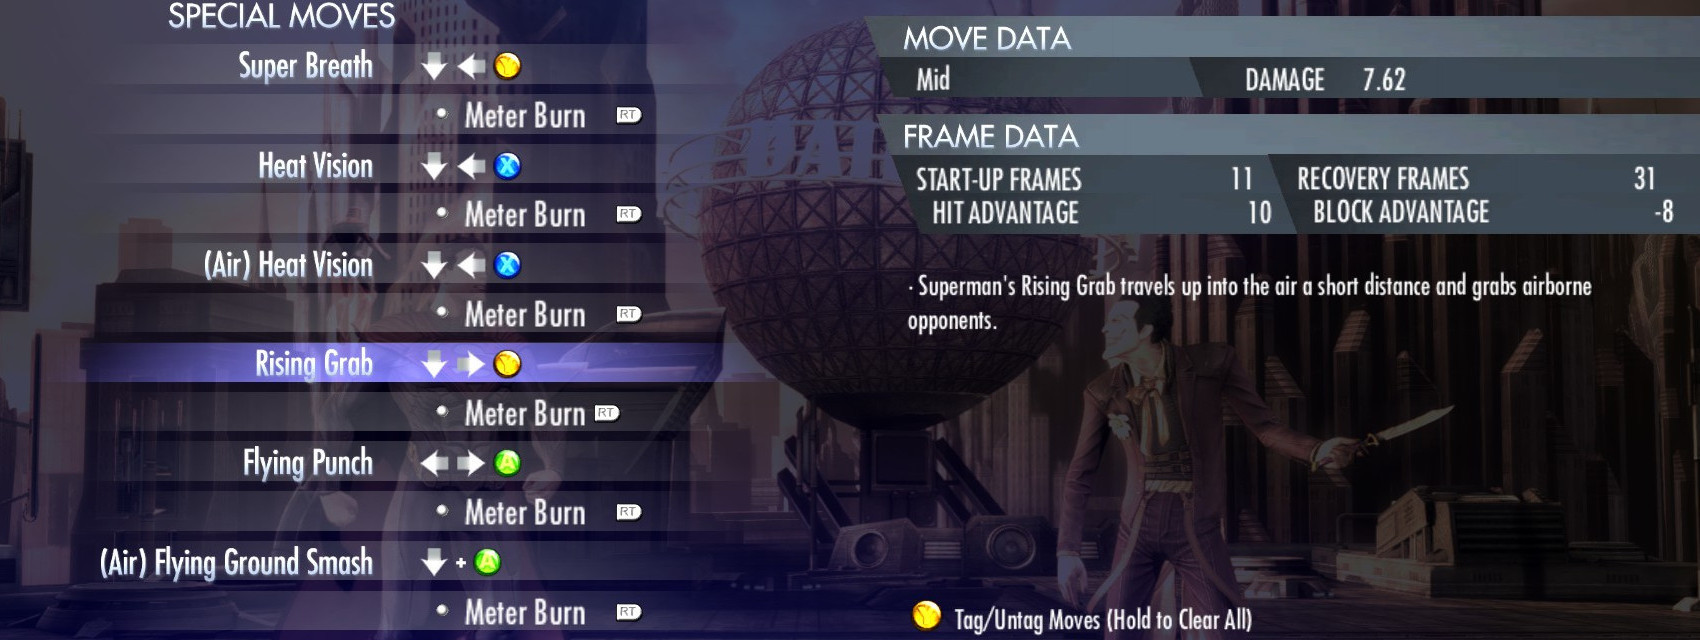 SPECIAL MOVES
Super Breath Y
Meter Burn RT
Heat Vision X
Meter Burn RT
(Air) Heat Vision X
Meter Burn RT
Rising Grab Y
Meter Burn RT
Flying Punch A
Meter Burn RT
(Air) Flying Ground Smash + A
Meter Burn RT
MOVE DATA
Mid DAMAGE 7.62
FRAME DATA
START-UP FRAMES 11 RECOVERY FRAMES 31
HIT ADVANTAGE 10 BLOCK ADVANTAGE -8
· Superman's Rising Grab travels up into the air a short distance and grabs airborne
opponents.
Y Tag/Untag Moves (Hold to Clear All)